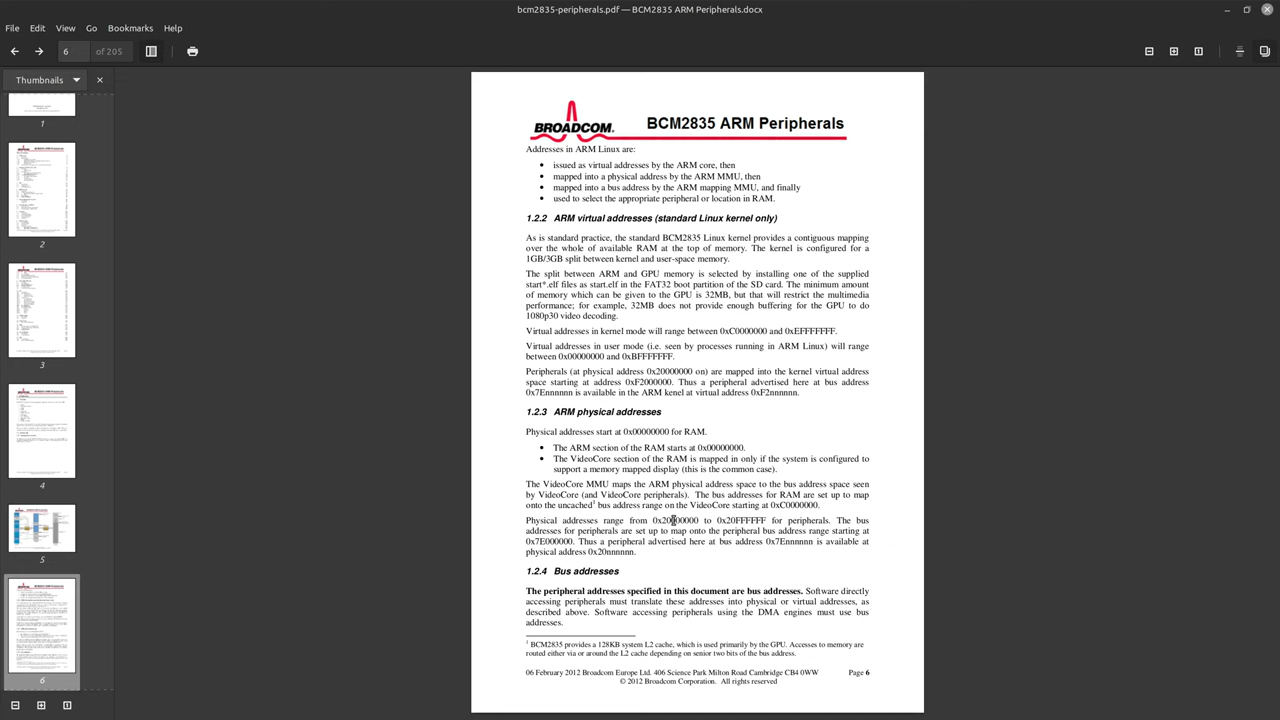 bcm2835-peripherals.pdf — BCM2835 ARM Peripherals.docx
File Edit View Go Bookmarks Help
6 of 205
Thumbnails
1
2
3
4
5
6
BROADCOM. BCM2835 ARM Peripherals
Addresses in ARM Linux are:
• issued as virtual addresses by the ARM core, then
• mapped into a physical address by the ARM MMU, then
• mapped into a bus address by the ARM mapping MMU, and finally
• used to select the appropriate peripheral or location in RAM.
1.2.2 ARM virtual addresses (standard Linux kernel only)
As is standard practice, the standard BCM2835 Linux kernel provides a contiguous mapping
over the whole of available RAM at the top of memory. The kernel is configured for a
1GB/3GB split between kernel and user-space memory.
The split between ARM and GPU memory is selected by installing one of the supplied
start*.elf files as start.elf in the FAT32 boot partition of the SD card. The minimum amount
of memory which can be given to the GPU is 32MB, but that will restrict the multimedia
performance; for example, 32MB does not provide enough buffering for the GPU to do
1080p30 video decoding.
Virtual addresses in kernel mode will range between 0xC0000000 and 0xEFFFFFFF.
Virtual addresses in user mode (i.e. seen by processes running in ARM Linux) will range
between 0x00000000 and 0xBFFFFFFF.
Peripherals (at physical address 0x20000000 on) are mapped into the kernel virtual address
space starting at address 0xF2000000. Thus a peripheral advertised here at bus address
0x7Ennnnnn is available in the ARM kenel at virtual address 0xF2nnnnnn.
1.2.3 ARM physical addresses
Physical addresses start at 0x00000000 for RAM.
• The ARM section of the RAM starts at 0x00000000.
• The VideoCore section of the RAM is mapped in only if the system is configured to
support a memory mapped display (this is the common case).
The VideoCore MMU maps the ARM physical address space to the bus address space seen
by VideoCore (and VideoCore peripherals). The bus addresses for RAM are set up to map
onto the uncached1 bus address range on the VideoCore starting at 0xC0000000.
Physical addresses range from 0x20000000 to 0x20FFFFFF for peripherals. The bus
addresses for peripherals are set up to map onto the peripheral bus address range starting at
0x7E000000. Thus a peripheral advertised here at bus address 0x7Ennnnnn is available at
physical address 0x20nnnnnn.
1.2.4 Bus addresses
The peripheral addresses specified in this document are bus addresses. Software directly
accessing peripherals must translate these addresses into physical or virtual addresses, as
described above. Software accessing peripherals using the DMA engines must use bus
addresses.
1 BCM2835 provides a 128KB system L2 cache, which is used primarily by the GPU. Accesses to memory are
routed either via or around the L2 cache depending on senior two bits of the bus address.
06 February 2012 Broadcom Europe Ltd. 406 Science Park Milton Road Cambridge CB4 0WW Page 6
© 2012 Broadcom Corporation. All rights reserved